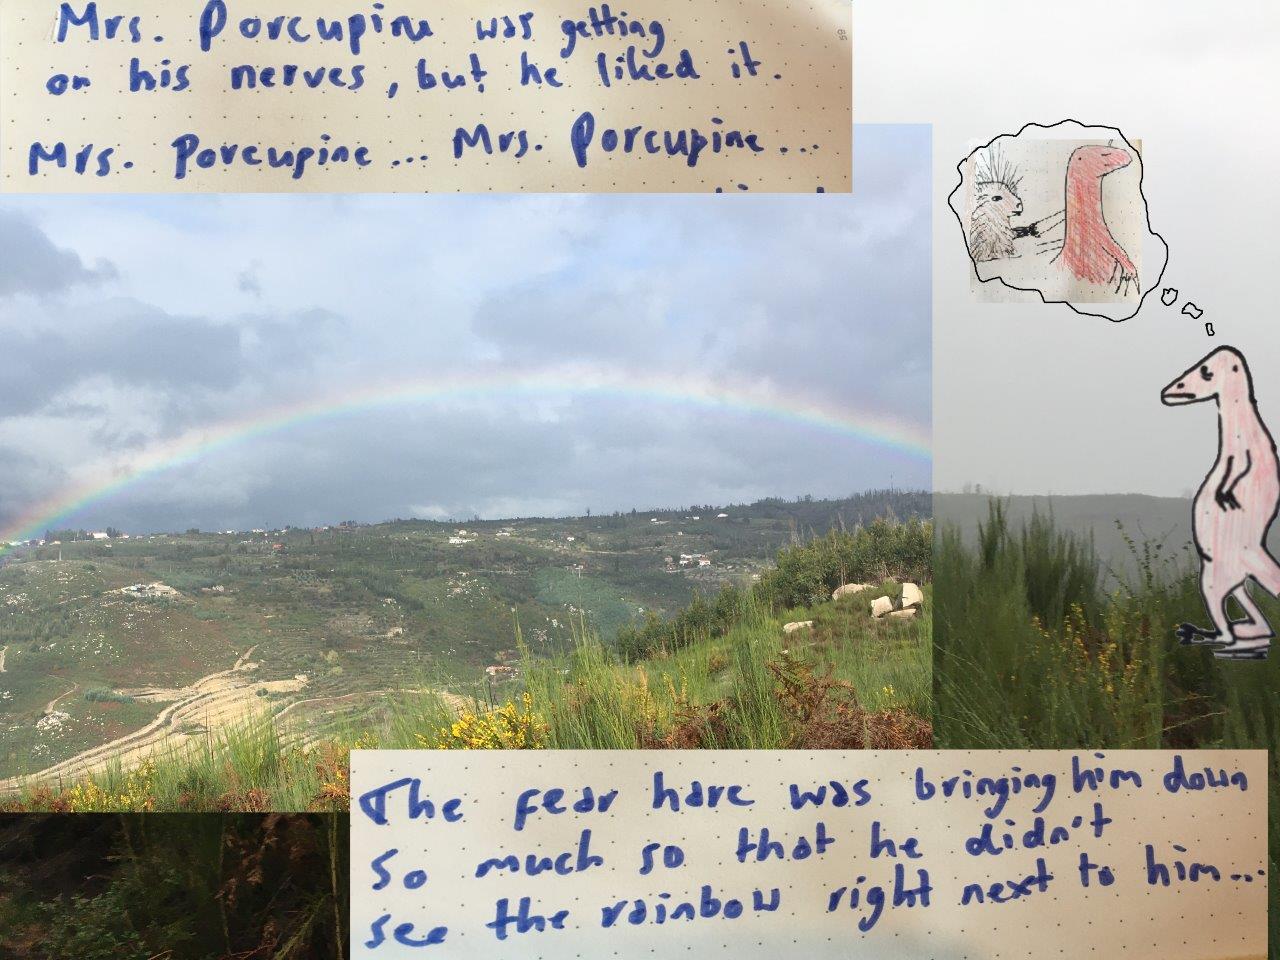 Mrs. Porcupine was getting
on his nerves, but he liked it.
Mrs. Porcupine... Mrs. Porcupine...
The fear hare was bringing him down
so much so that he didn't
see the rainbow right next to him...